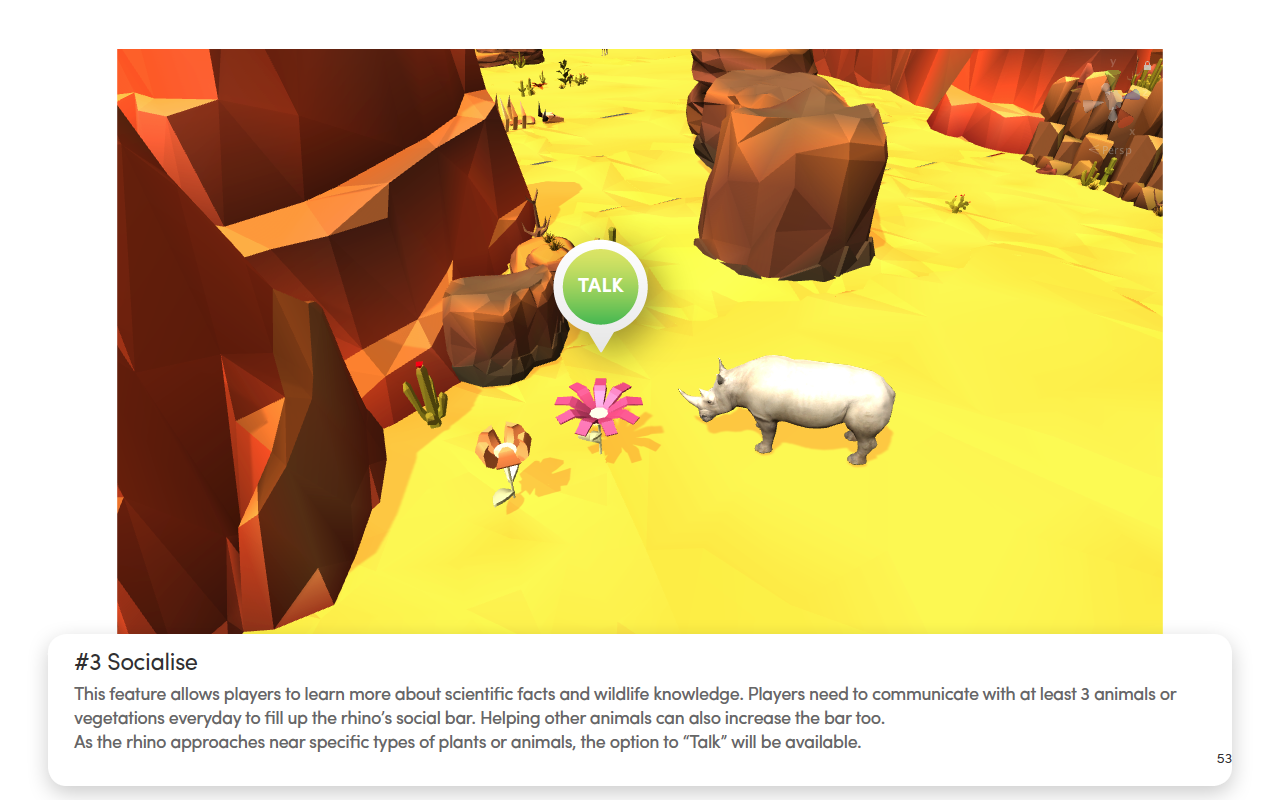 y
x
Persp
TALK
#3 Socialise
This feature allows players to learn more about scientific facts and wildlife knowledge. Players need to communicate with at least 3 animals or
vegetations everyday to fill up the rhino’s social bar. Helping other animals can also increase the bar too.
As the rhino approaches near specific types of plants or animals, the option to “Talk” will be available.
53